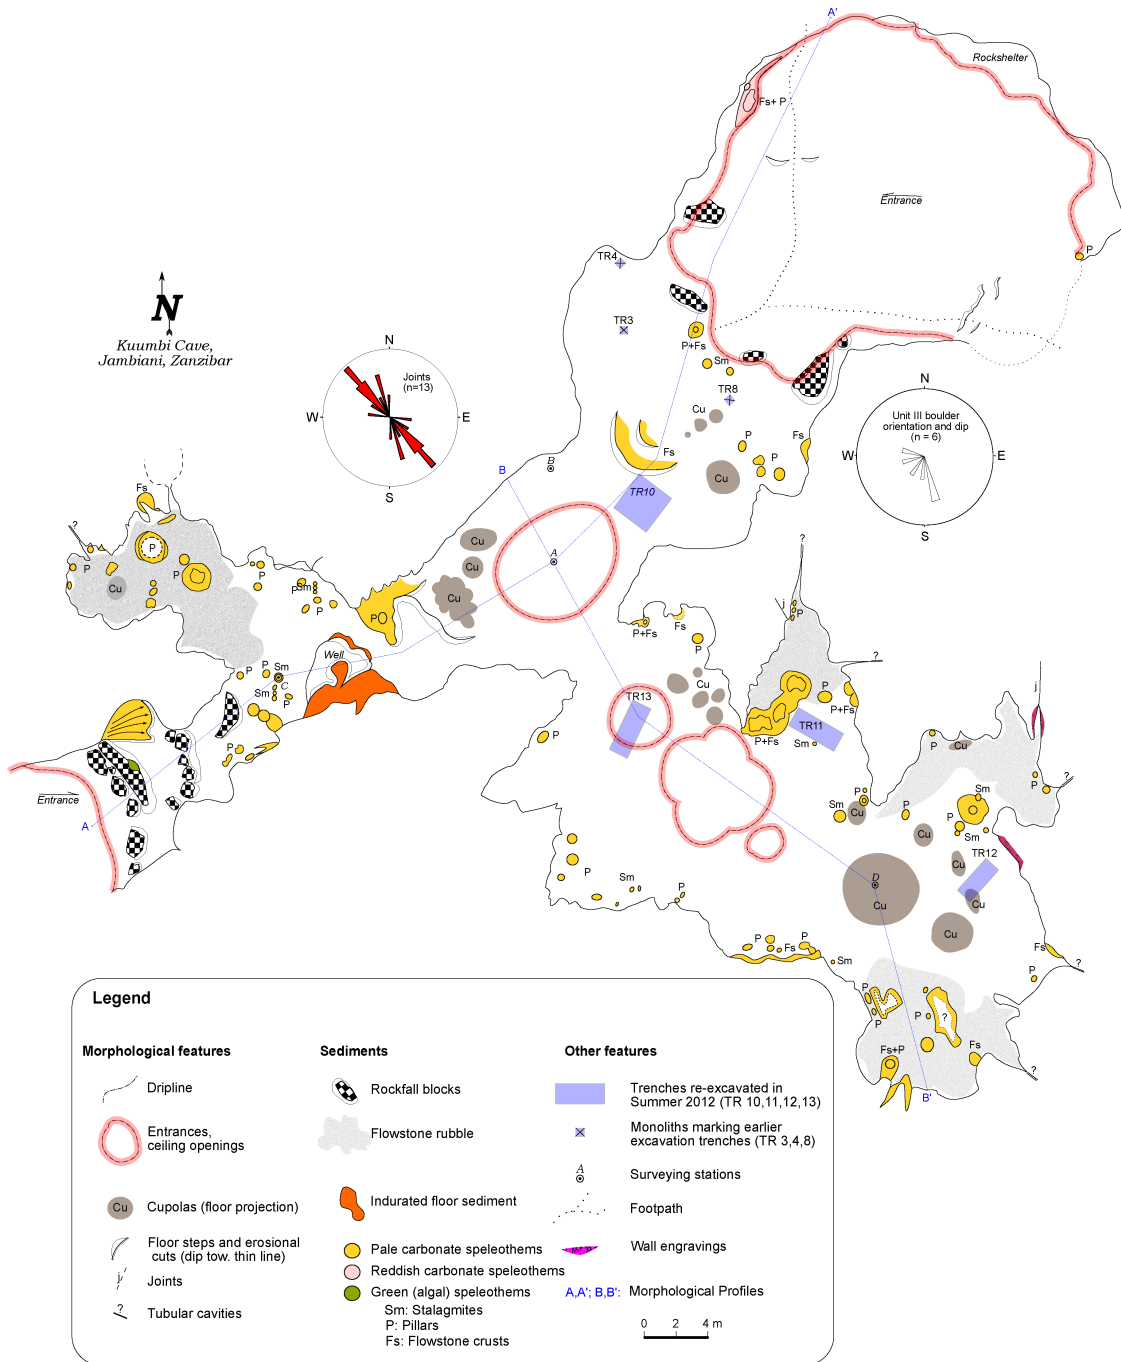 A'
Rockshelter
Fs+ P
Entrance
P
TR4
TR3
P+Fs
Sm
TR8
Cu
Fs
P
Fs
P
Cu
N
Kuumbi Cave,
Jambiani, Zanzibar
N
Joints
(n=13)
W
E
S
N
Unit III boulder
orientation and dip
(n = 6)
W
E
S
B
B
TR10
A
Cu
Cu
Cu
Fs
?
P
P
P
Cu
P
Sm
P
P
P
Well
P
P
Sm
Sm
C
P
P
Entrance
A
?
j
P
P+Fs
Fs
P
?
Cu
TR13
P
P+Fs
TR11
P+Fs
Sm
P
j
P
Cu
P
?
Sm
P
Sm
Cu
P
P
Sm
Cu
TR12
Cu
D
Cu
Cu
Cu
P
Sm
P
P
Fs
P
Sm
Fs
?
P
P
P
P
?
Fs+P
Fs
?
B'
Legend
Morphological features
Dripline
Entrances,
ceiling openings
Cu
Cupolas (floor projection)
Floor steps and erosional
cuts (dip tow. thin line)
j
Joints
?
Tubular cavities
Sediments
Rockfall blocks
Flowstone rubble
Indurated floor sediment
Pale carbonate speleothems
Reddish carbonate speleothems
Green (algal) speleothems
Sm: Stalagmites
P: Pillars
Fs: Flowstone crusts
Other features
Trenches re-excavated in
Summer 2012 (TR 10,11,12,13)
Monoliths marking earlier
excavation trenches (TR 3,4,8)
A
Surveying stations
Footpath
Wall engravings
A,A'; B,B': Morphological Profiles
0 2 4 m